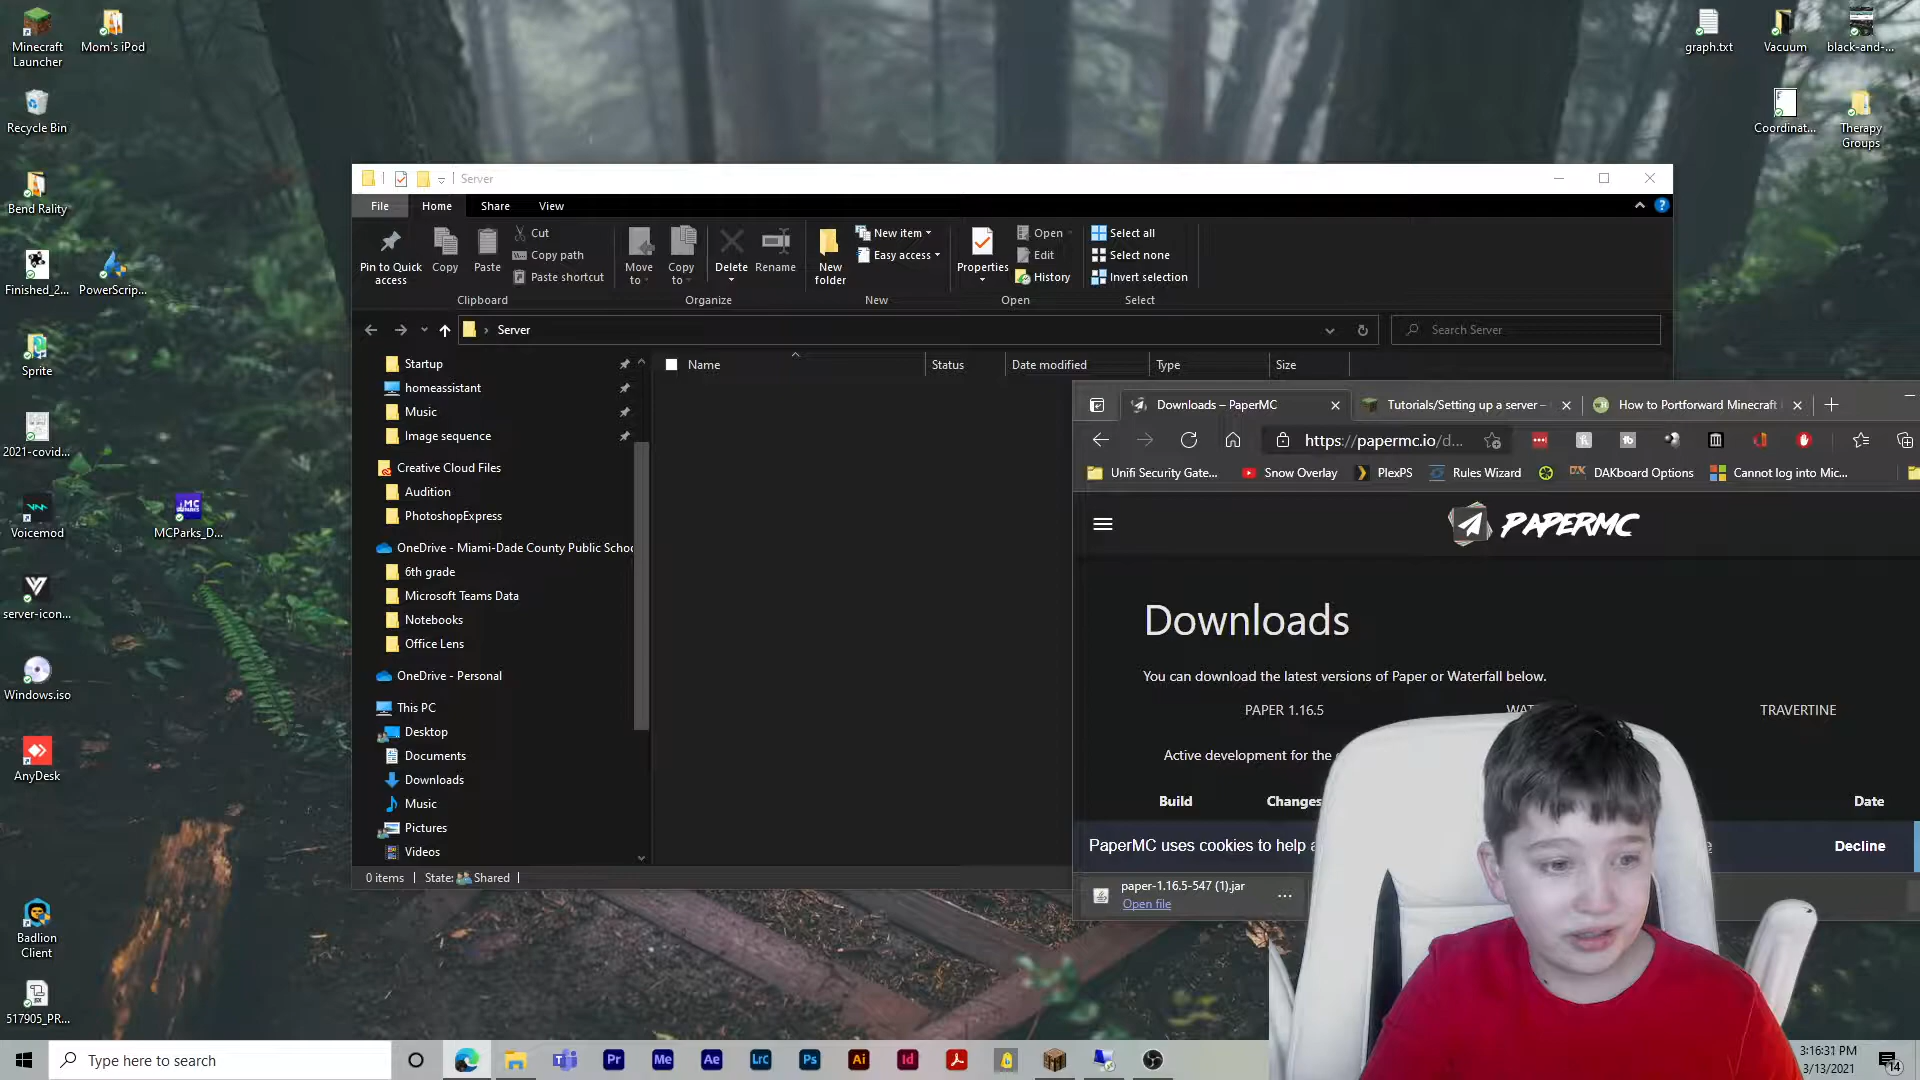 Minecraft
Launcher
Mom's iPod
Recycle Bin
Bend Rality
Finished_2...
PowerScrip...
Sprite
2021-covid...
Voicemod
MCParks_D...
server-icon...
Windows.iso
AnyDesk
Badlion
Client
517905_PR...
graph.txt
Vacuum
black-and-...
Coordinat...
Therapy
Groups
Server
File
Home
Share
View
Pin to Quick
access
Copy
Paste
Cut
Copy path
Paste shortcut
Clipboard
Move
to
Copy
to
Delete
Rename
Organize
New
folder
New item
Easy access
New
Properties
Open
Edit
History
Open
Select all
Select none
Invert selection
Select
Server
Search Server
Startup
homeassistant
Music
Image sequence
Creative Cloud Files
Audition
PhotoshopExpress
OneDrive - Miami-Dade County Public Schoo
6th grade
Microsoft Teams Data
Notebooks
Office Lens
OneDrive - Personal
This PC
Desktop
Documents
Downloads
Music
Pictures
Videos
Name
Status
Date modified
Type
Size
0 items
State: Shared
Downloads – PaperMC
Tutorials/Setting up a server –
How to Portforward Minecraft
https://papermc.io/d...
Unifi Security Gate...
Snow Overlay
PlexPS
Rules Wizard
DAKboard Options
Cannot log into Mic...
PAPERMC
Downloads
You can download the latest versions of Paper or Waterfall below.
PAPER 1.16.5
TRAVERTINE
Active development for the
Build
Changes
Date
PaperMC uses cookies to help
Decline
paper-1.16.5-547 (1).jar
Open file
Type here to search
Pr
Me
Ae
Lrc
Ps
Ai
Id
3:16:31 PM
3/13/2021
14